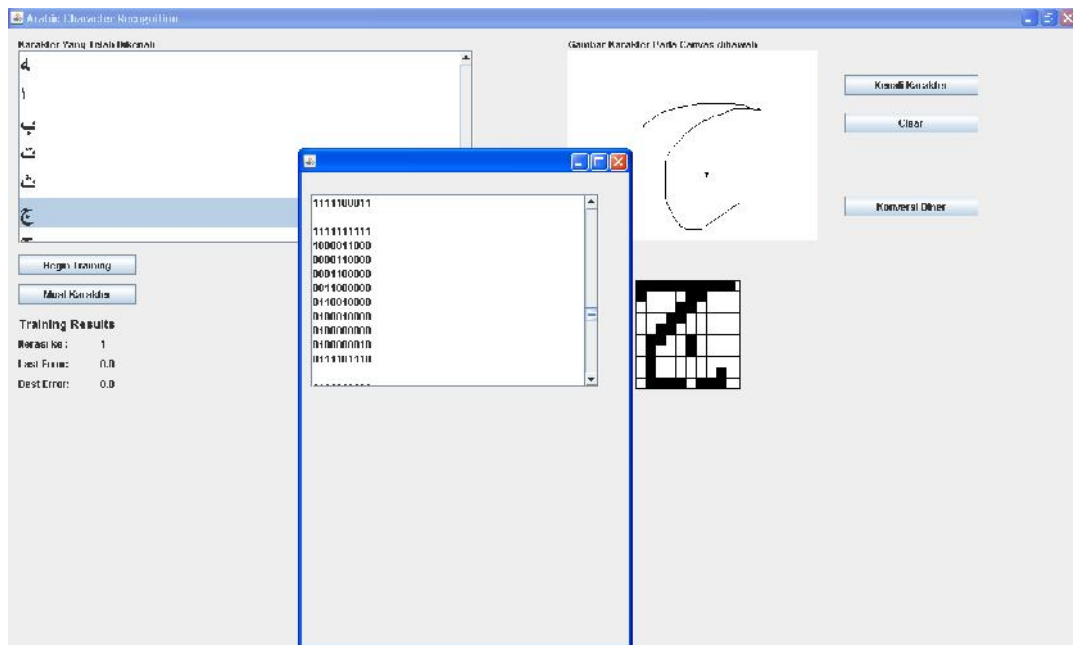 Arabic Character Recognition
Karakter Yang Telah Dikenali
ا
ب
ت
ث
ج
Begin Training
Muat Karakter
Training Results
Iterasi ke : 1
Last Error: 0.0
Best Error: 0.0
1111100011
1111111111
1000011000
0000110000
0001100000
0011000000
0110010000
0100010000
0100000000
0100000010
0111101110
Gambar Karakter Pada Canvas dibawah
Kenali Karakter
Clear
Konversi Biner